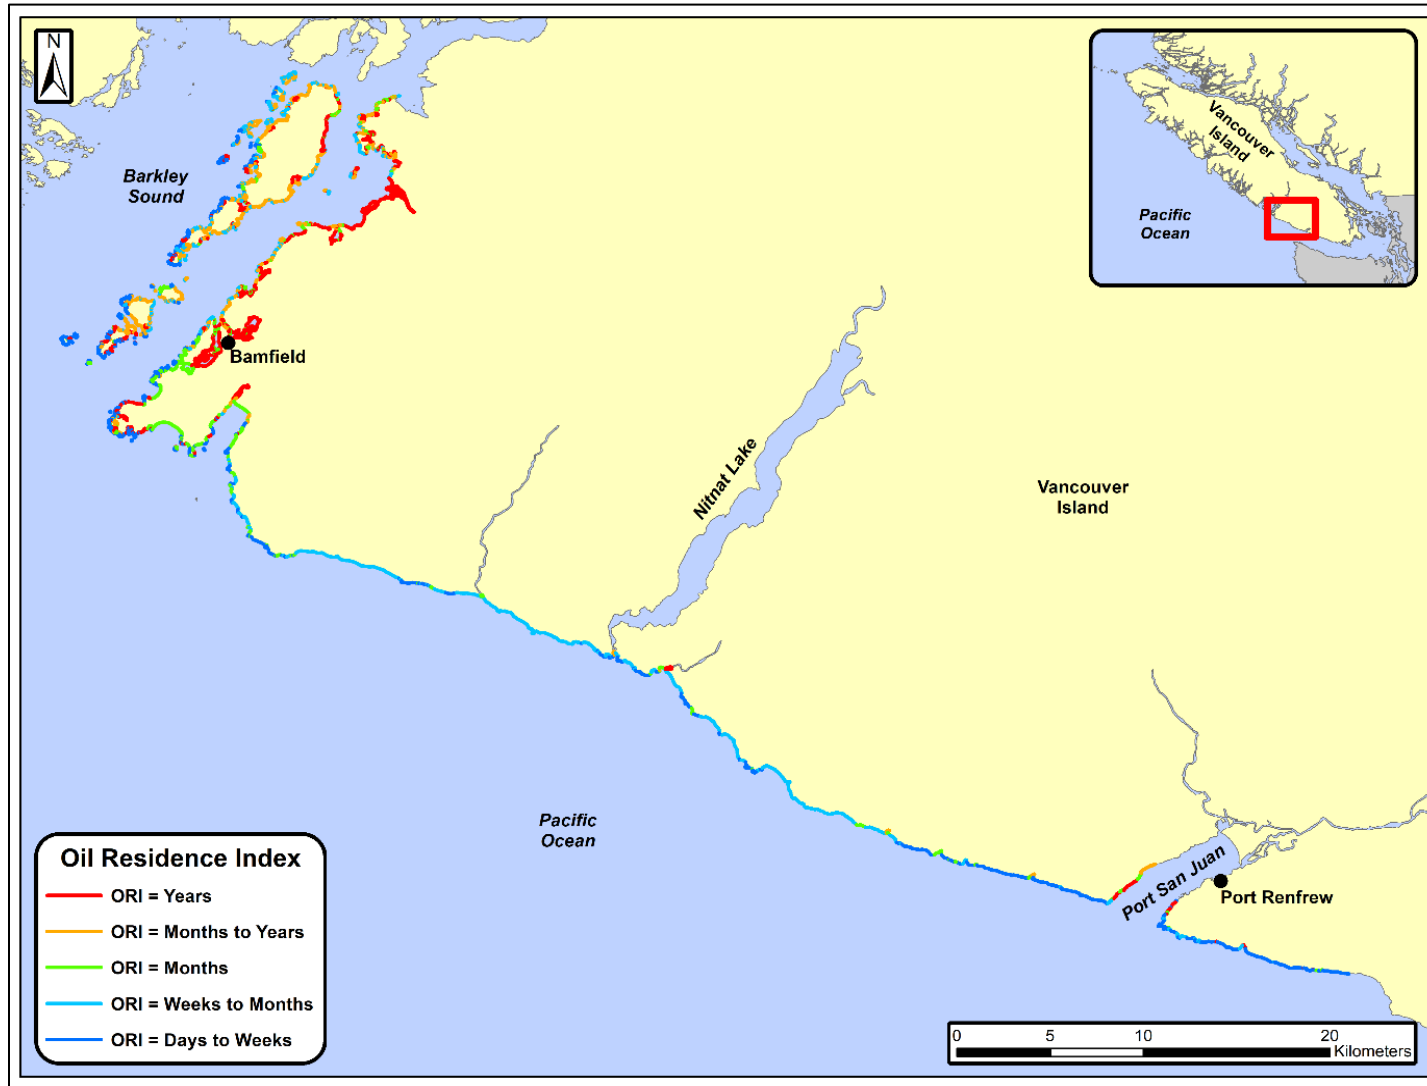 N
Barkley
Sound
Vancouver
Island
Pacific
Ocean
Bamfield
Nitnat Lake
Vancouver
Island
Pacific
Ocean
Port San Juan
Port Renfrew
Oil Residence Index
ORI = Years
ORI = Months to Years
ORI = Months
ORI = Weeks to Months
ORI = Days to Weeks
0 5 10 20
Kilometers